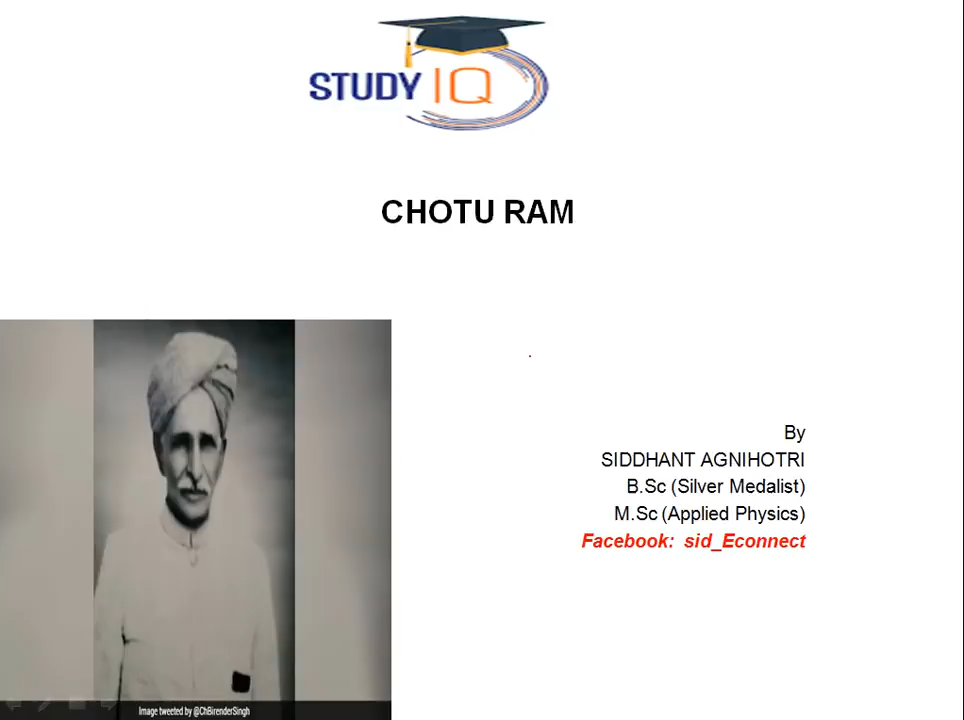 STUDY IQ
CHOTU RAM
By
SIDDHANT AGNIHOTRI
B.Sc (Silver Medalist)
M.Sc (Applied Physics)
Facebook: sid_Econnect
Image tweeted by @ChBirenderSingh